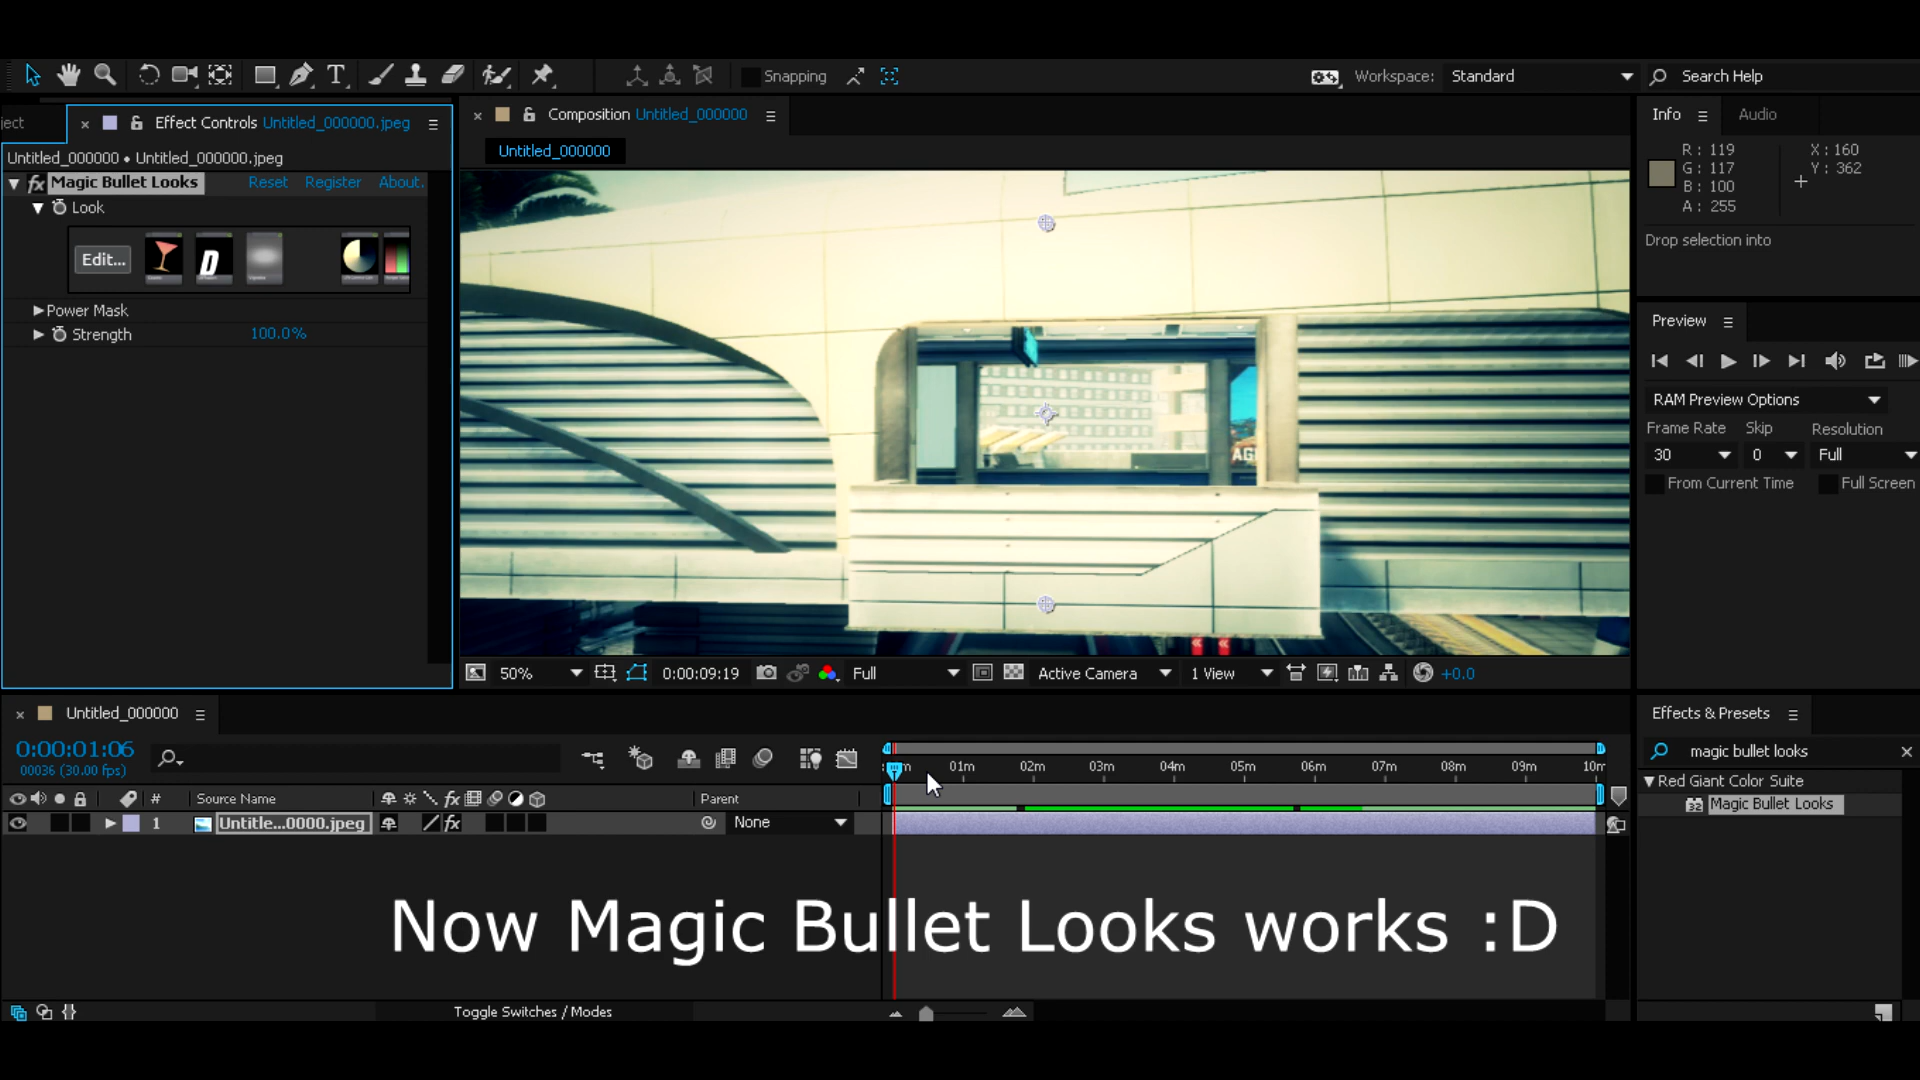 Snapping
Workspace: Standard
Search Help
ject
Effect Controls Untitled_000000.jpeg
Composition Untitled_000000
Info
Audio
Untitled_000000 • Untitled_000000.jpeg
Untitled_000000
R: 119
G: 117
B: 100
A: 255
X: 160
Y: 362
fx Magic Bullet Looks
Reset
Register
About.
Look
Drop selection into
Edit...
D
Power Mask
Strength
100.0%
Preview
RAM Preview Options
Frame Rate
Skip
Resolution
30
0
Full
From Current Time
Full Screen
AG
50%
0:00:09:19
Full
Active Camera
1 View
+0.0
Untitled_000000
0:00:01:06
00036 (30.00 fps)
Effects & Presets
magic bullet looks
Red Giant Color Suite
Magic Bullet Looks
m
01m
02m
03m
04m
05m
06m
07m
08m
09m
10m
#
Source Name
fx
Parent
1
Untitle...0000.jpeg
fx
None
Now Magic Bullet Looks works :D
Toggle Switches / Modes